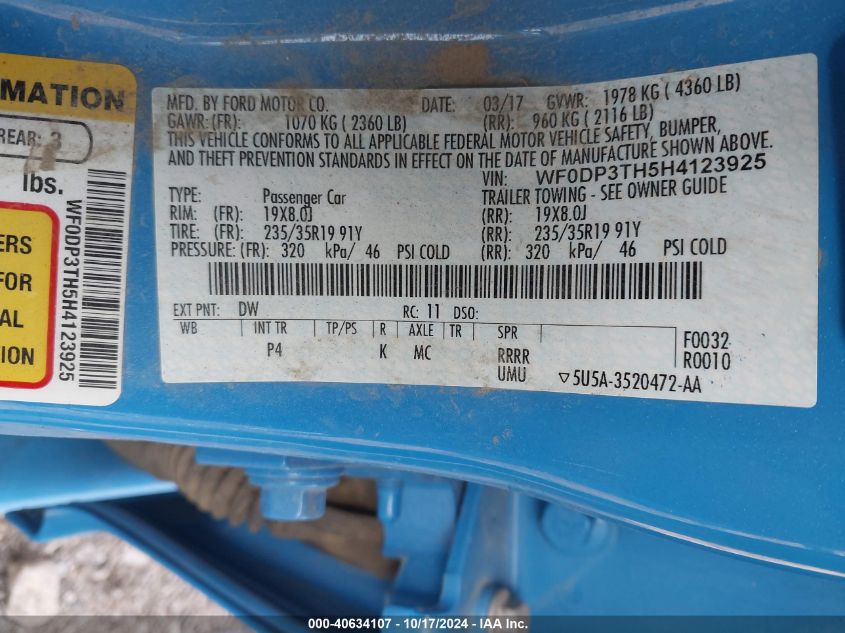 MATION
REAR: 3
lbs.
ERS
FOR
AL
TION
WF0DP3TH5H4123925
MFD. BY FORD MOTOR CO. DATE: 03/17 GVWR: 1978 KG ( 4360 LB)
GAWR: (FR): 1070 KG ( 2360 LB) (RR): 960 KG ( 2116 LB)
THIS VEHICLE CONFORMS TO ALL APPLICABLE FEDERAL MOTOR VEHICLE SAFETY, BUMPER,
AND THEFT PREVENTION STANDARDS IN EFFECT ON THE DATE OF MANUFACTURE SHOWN ABOVE.
VIN: WF0DP3TH5H4123925
TYPE: Passenger Car TRAILER TOWING - SEE OWNER GUIDE
RIM: (FR): 19X8.0J (RR): 19X8.0J
TIRE: (FR): 235/35R19 91Y (RR): 235/35R19 91Y
PRESSURE: (FR): 320 kPa/ 46 PSI COLD (RR): 320 kPa/ 46 PSI COLD
EXT PNT: DW RC: 11 DSO:
WB INT TR TP/PS R AXLE TR SPR F0032
P4 K MC RRRR R0010
UMU ▽5U5A-3520472-AA
000-40634107 - 10/17/2024 - IAA Inc.